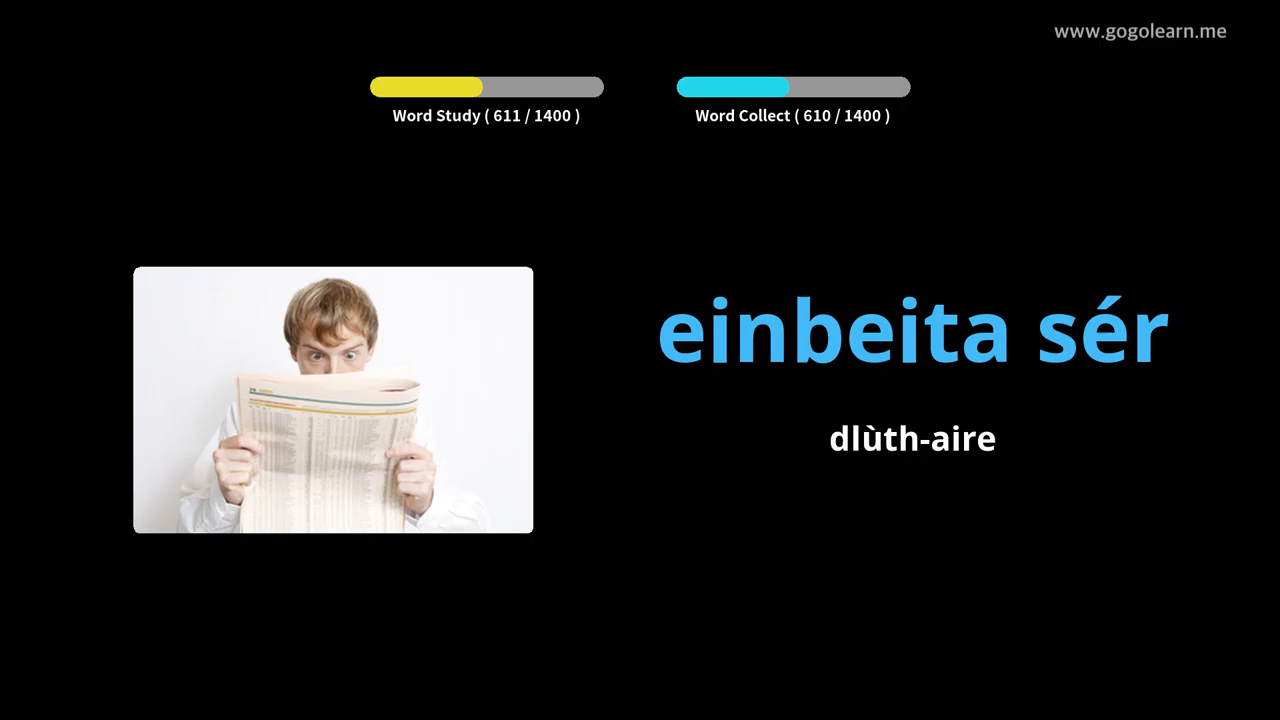 www.gogolearn.me
Word Study ( 611 / 1400 )
Word Collect ( 610 / 1400 )
einbeita sér
dlùth-aire